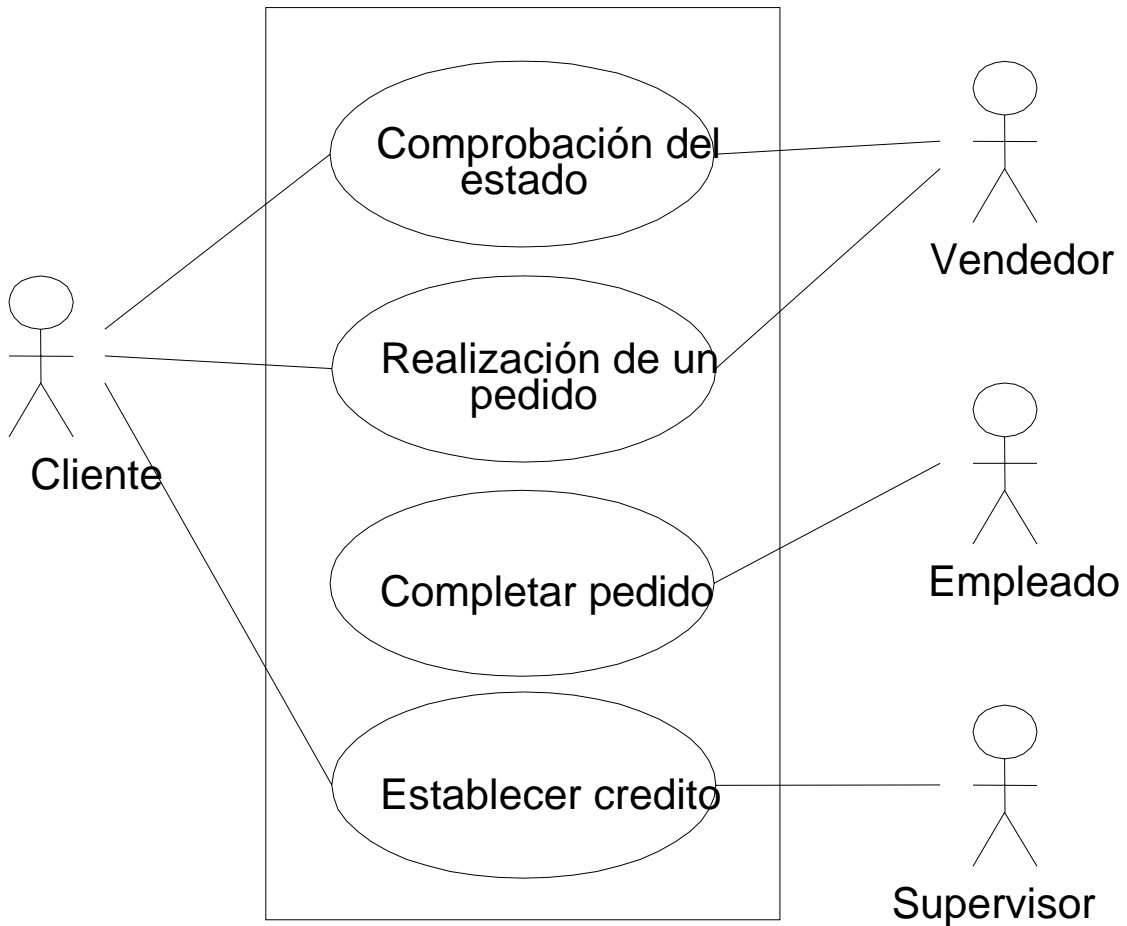 Comprobación del
estado
Vendedor
Realización de un
pedido
Cliente
Completar pedido
Empleado
Establecer credito
Supervisor